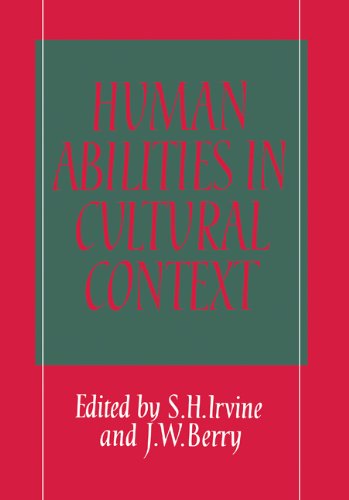 HUMAN
ABILITIES IN
CULTURAL
CONTEXT
Edited by S.H.Irvine
and J.W.Berry